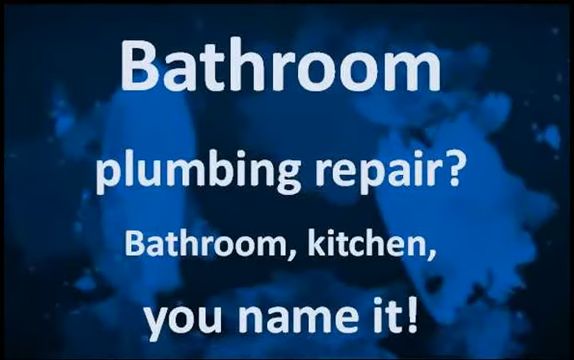 Bathroom
plumbing repair?
Bathroom, kitchen,
you name it!